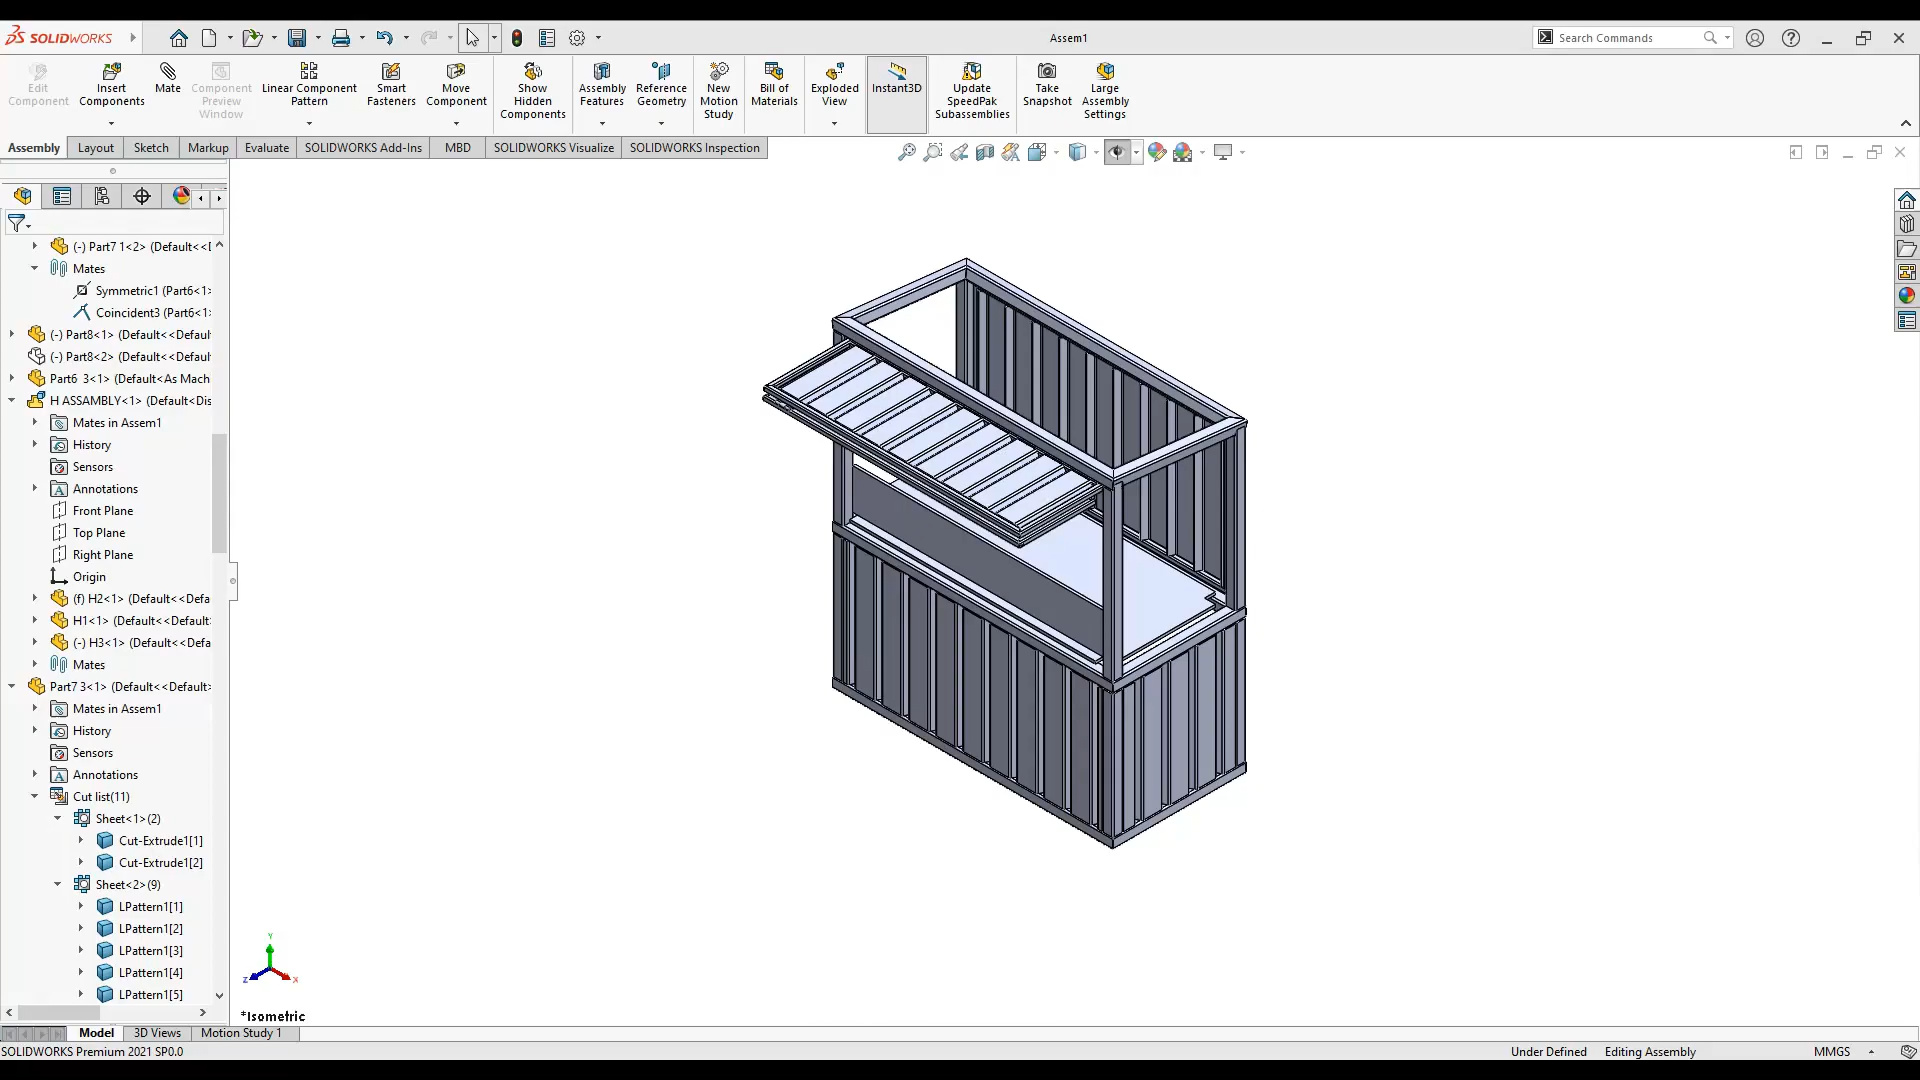 SOLIDWORKS
Assem1
Search Commands
Edit Component
Insert Components
Mate
Component Preview Window
Linear Component Pattern
Smart Fasteners
Move Component
Show Hidden Components
Assembly Features
Reference Geometry
New Motion Study
Bill of Materials
Exploded View
Instant3D
Update SpeedPak Subassemblies
Take Snapshot
Large Assembly Settings
Assembly
Layout
Sketch
Markup
Evaluate
SOLIDWORKS Add-Ins
MBD
SOLIDWORKS Visualize
SOLIDWORKS Inspection
(-) Part7 1<2> (Default<<D
Mates
Symmetric1 (Part6<1>
Coincident3 (Part6<1>
(-) Part8<1> (Default<<Defaul
(-) Part8<2> (Default<<Defaul
Part6 3<1> (Default<As Mach
H ASSEMBLY<1> (Default<Dis
Mates in Assem1
History
Sensors
Annotations
Front Plane
Top Plane
Right Plane
Origin
(f) H2<1> (Default<<Defa
H1<1> (Default<<Default
(-) H3<1> (Default<<Defa
Mates
Part7 3<1> (Default<<Default>
Mates in Assem1
History
Sensors
Annotations
Cut list(11)
Sheet<1>(2)
Cut-Extrude1[1]
Cut-Extrude1[2]
Sheet<2>(9)
LPattern1[1]
LPattern1[2]
LPattern1[3]
LPattern1[4]
LPattern1[5]
Y
Z
X
*Isometric
Model
3D Views
Motion Study 1
SOLIDWORKS Premium 2021 SP0.0
Under Defined
Editing Assembly
MMGS